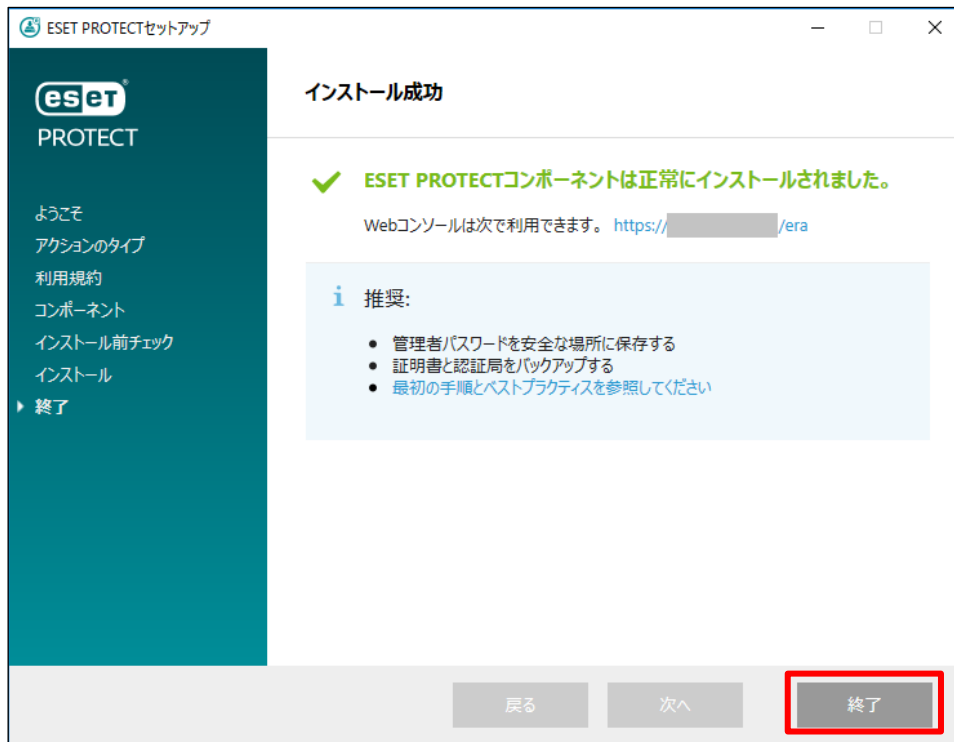 ESET PROTECTセットアップ
eseT
PROTECT
ようこそ
アクションのタイプ
利用規約
コンポーネント
インストール前チェック
インストール
終了
インストール成功
ESET PROTECTコンポーネントは正常にインストールされました。
Webコンソールは次で利用できます。 https:// /era
i 推奨:
● 管理者パスワードを安全な場所に保存する
● 証明書と認証局をバックアップする
● 最初の手順とベストプラクティスを参照してください
戻る
次へ
終了